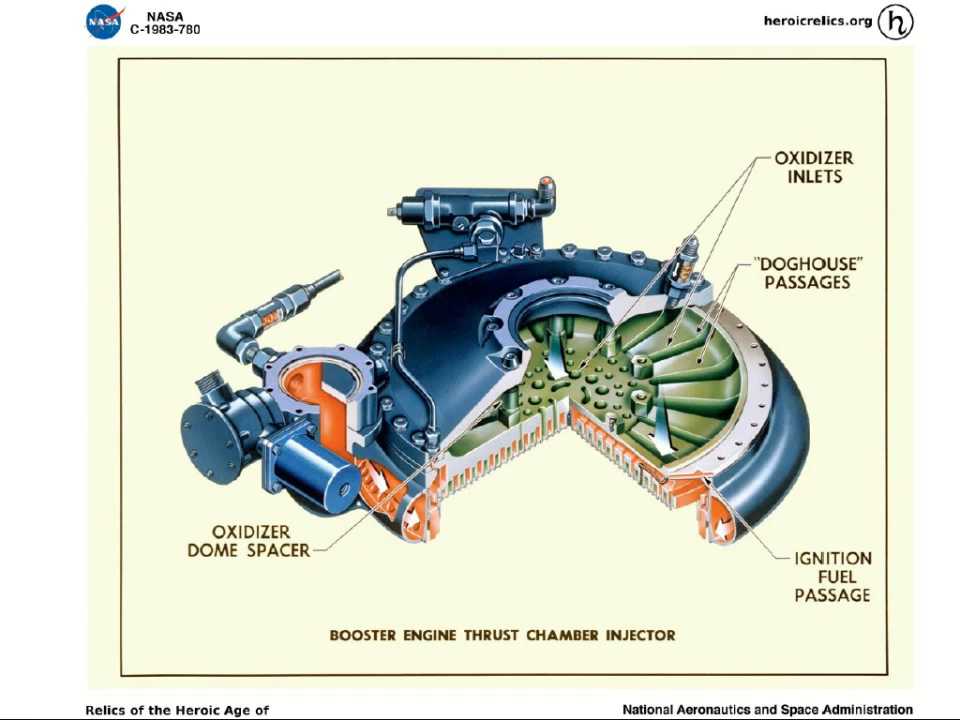 NASA
NASA
C-1983-780
heroicrelics.org
h
OXIDIZER
INLETS
"DOGHOUSE"
PASSAGES
OXIDIZER
DOME SPACER
IGNITION
FUEL
PASSAGE
BOOSTER ENGINE THRUST CHAMBER INJECTOR
Relics of the Heroic Age of
National Aeronautics and Space Administration